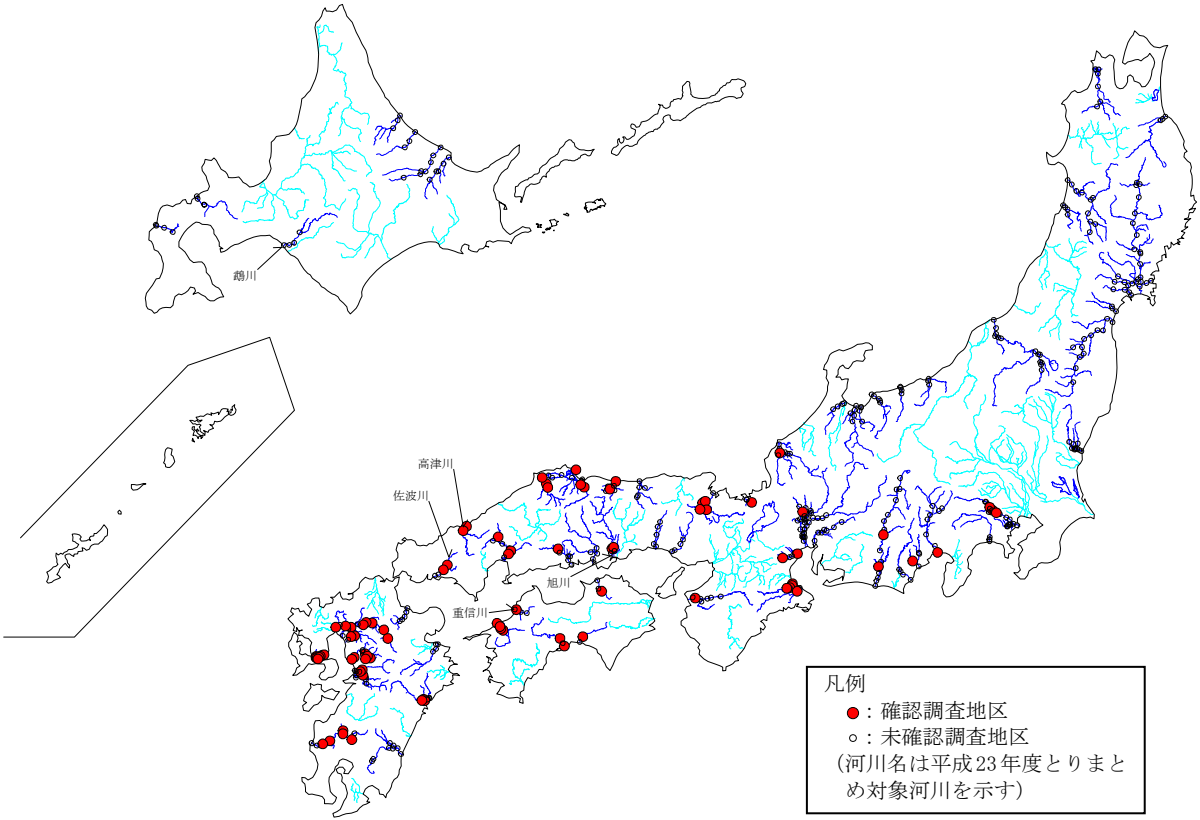 鵡川
高津川
佐波川
旭川
重信川
凡例
：確認調査地区
：未確認調査地区
(河川名は平成23年度とりまと
め対象河川を示す)